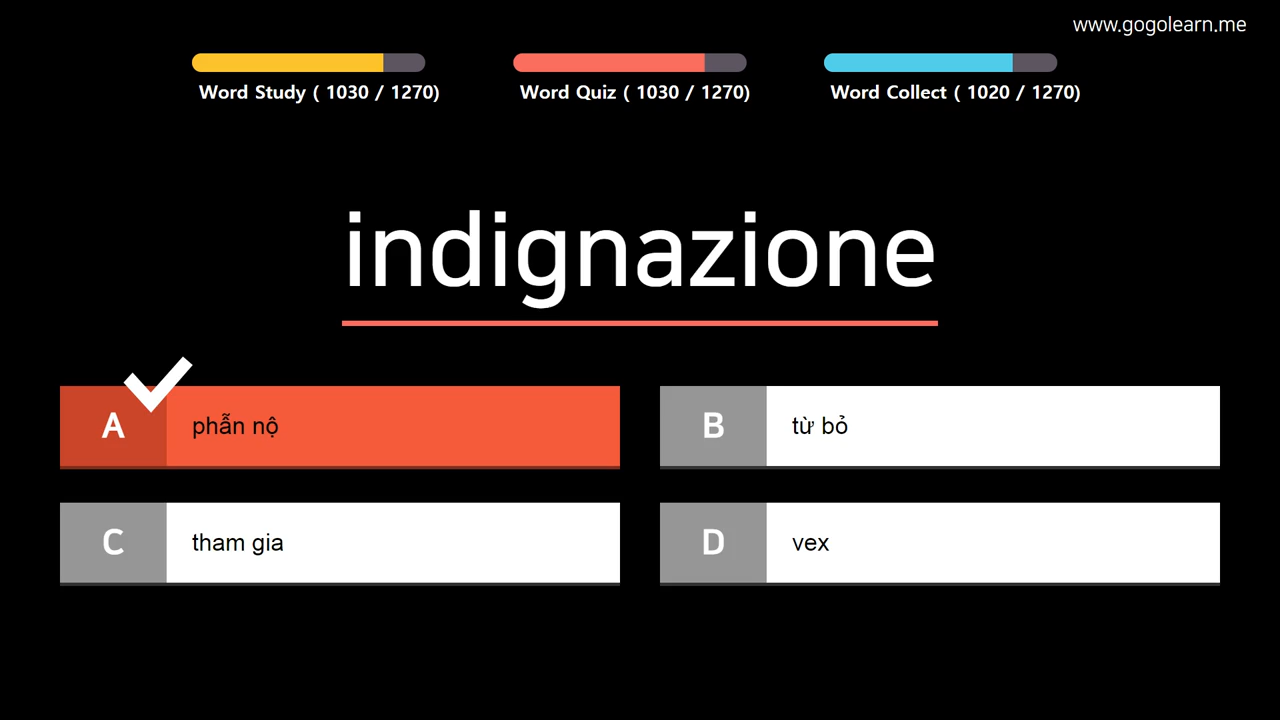 www.gogolearn.me
Word Study ( 1030 / 1270)
Word Quiz ( 1030 / 1270)
Word Collect ( 1020 / 1270)
indignazione
A phẫn nộ
B từ bỏ
C tham gia
D vex